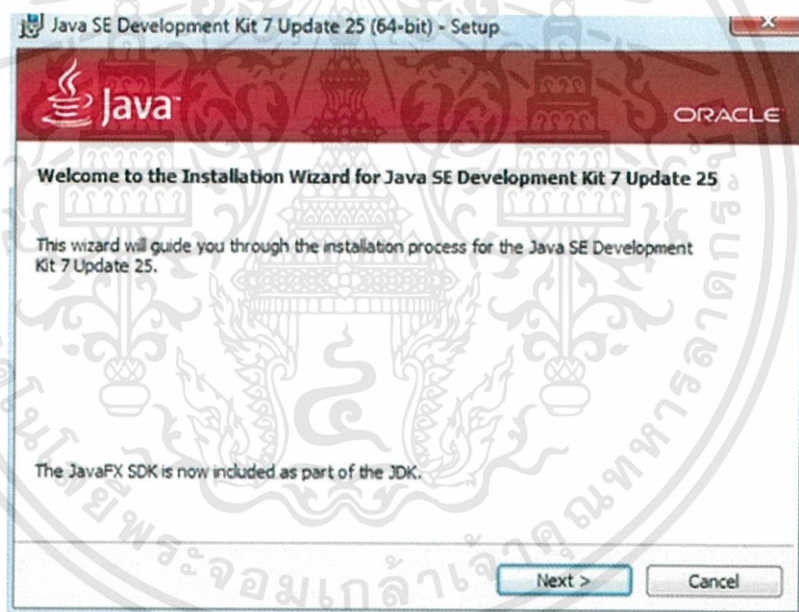 Java SE Development Kit 7 Update 25 (64-bit) - Setup
Java
ORACLE
Welcome to the Installation Wizard for Java SE Development Kit 7 Update 25
This wizard will guide you through the installation process for the Java SE Development
Kit 7 Update 25.
The JavaFX SDK is now included as part of the JDK.
Next >
Cancel